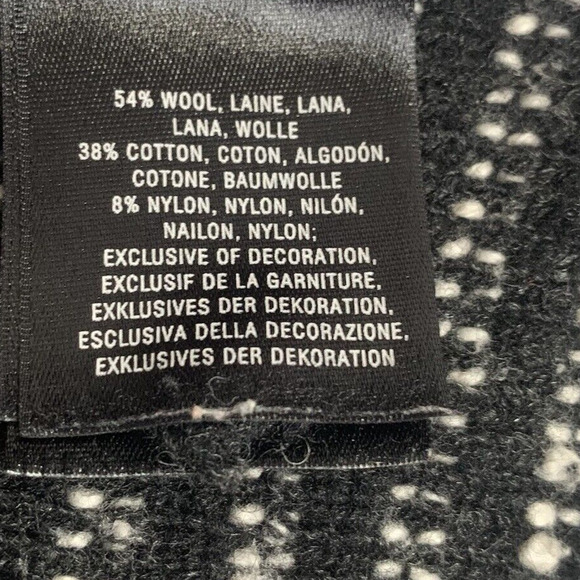 54% WOOL, LAINE, LANA,
LANA, WOLLE
38% COTTON, COTON, ALGODÓN,
COTONE, BAUMWOLLE
8% NYLON, NYLON, NILÓN,
NAILON, NYLON;
EXCLUSIVE OF DECORATION,
EXCLUSIF DE LA GARNITURE,
EXKLUSIVES DER DEKORATION,
ESCLUSIVA DELLA DECORAZIONE,
EXKLUSIVES DER DEKORATION